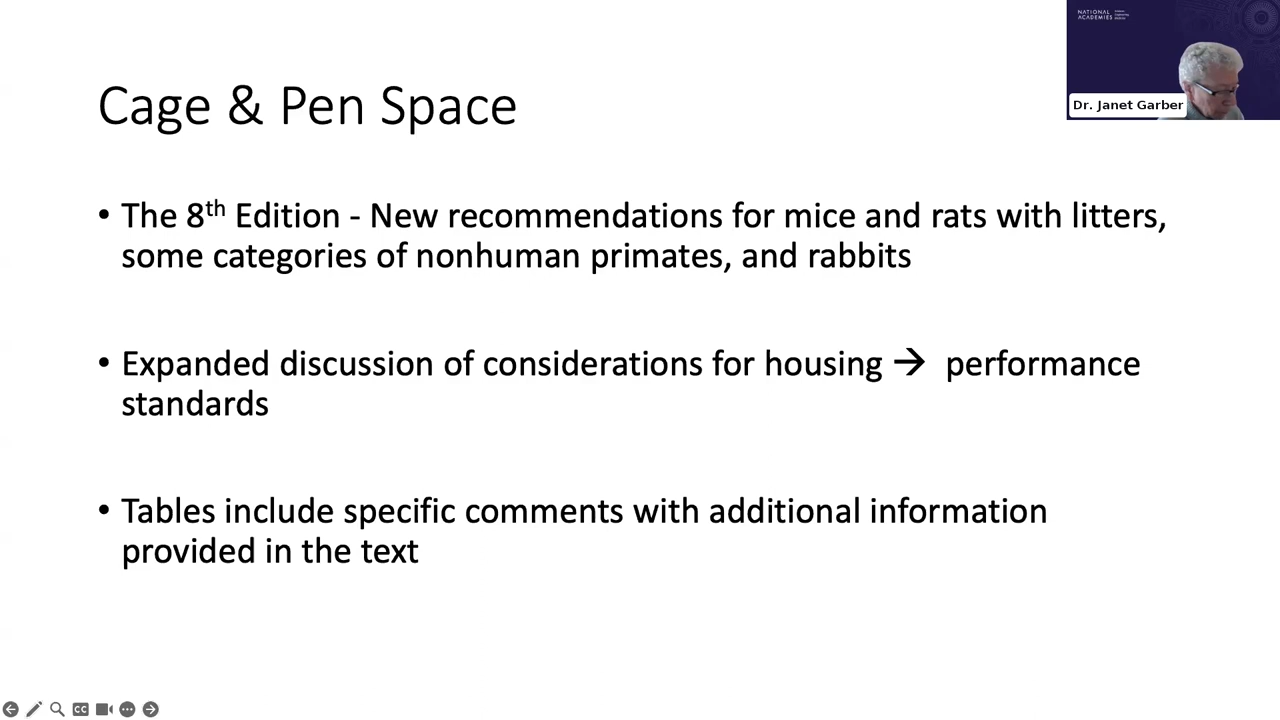 NATIONAL
ACADEMIES
Dr. Janet Garber
Cage & Pen Space
• The 8th Edition - New recommendations for mice and rats with litters,
some categories of nonhuman primates, and rabbits
• Expanded discussion of considerations for housing → performance
standards
• Tables include specific comments with additional information
provided in the text
CC